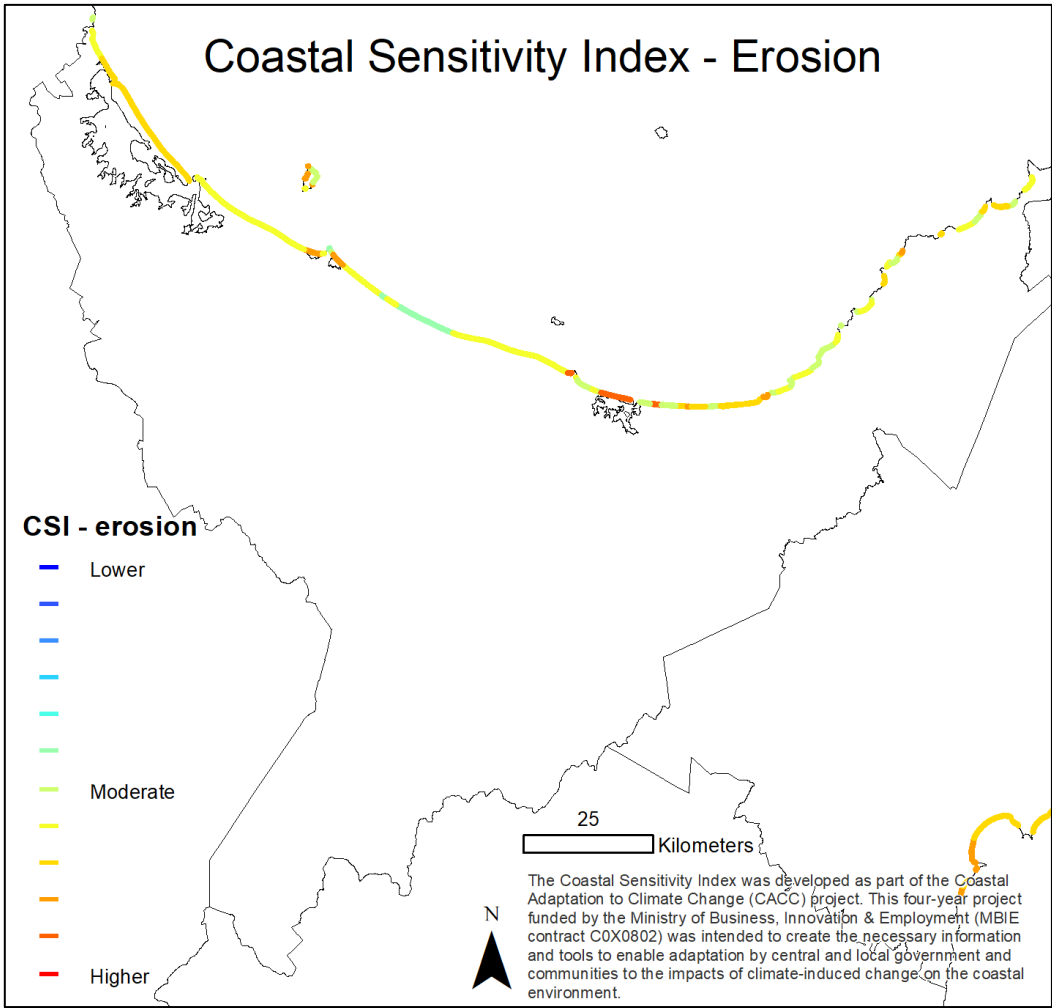 Coastal Sensitivity Index - Erosion
CSI - erosion
Lower
Moderate
Higher
25
Kilometers
N
The Coastal Sensitivity Index was developed as part of the Coastal
Adaptation to Climate Change (CACC) project. This four-year project
funded by the Ministry of Business, Innovation & Employment (MBIE
contract C0X0802) was intended to create the necessary information
and tools to enable adaptation by central and local government and
communities to the impacts of climate-induced change on the coastal
environment.